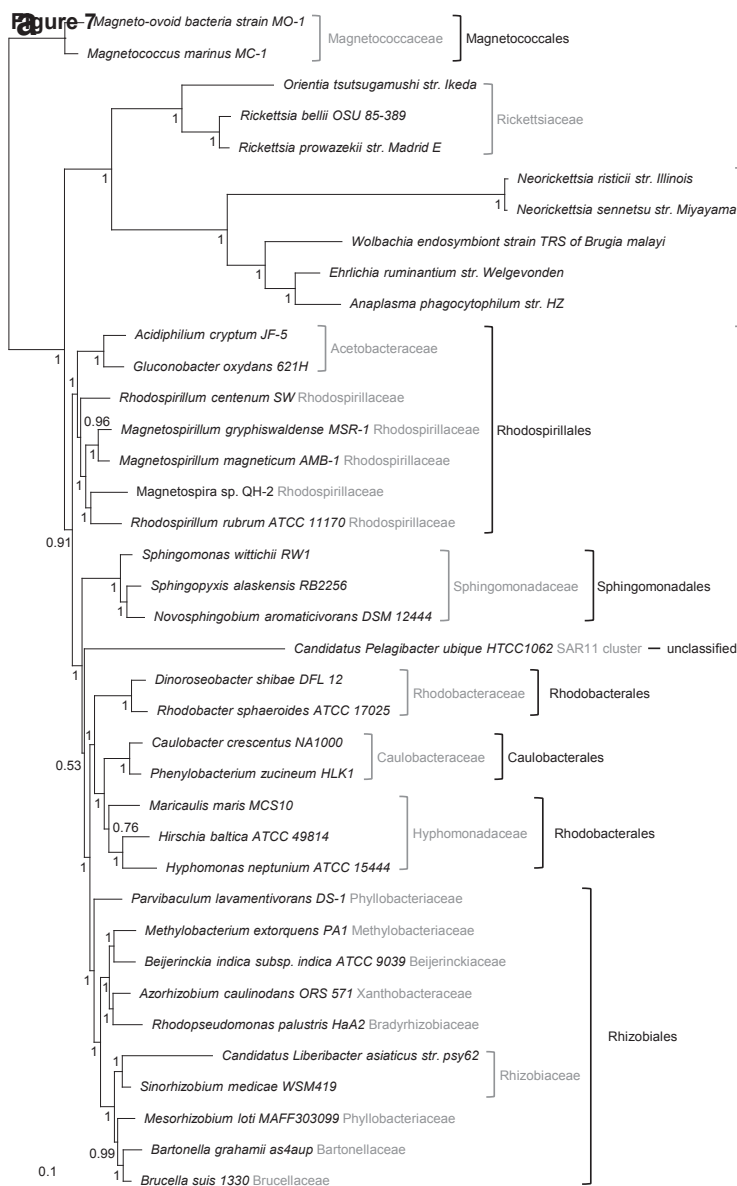 Figure 7
a
Magneto-ovoid bacteria strain MO-1
Magnetococcaceae
Magnetococcales
Magnetococcus marinus MC-1
Orientia tsutsugamushi str. Ikeda
Rickettsia bellii OSU 85-389
Rickettsiaceae
1
1
Rickettsia prowazekii str. Madrid E
1
Neorickettsia risticii str. Illinois
1
Neorickettsia sennetsu str. Miyayama
1
Wolbachia endosymbiont strain TRS of Brugia malayi
1
Ehrlichia ruminantium str. Welgevonden
1
Anaplasma phagocytophilum str. HZ
Acidiphilium cryptum JF-5
Acetobacteraceae
1
1
Gluconobacter oxydans 621H
1
Rhodospirillum centenum SW Rhodospirillaceae
1
0.96
Magnetospirillum gryphiswaldense MSR-1 Rhodospirillaceae
Rhodospirillales
1
Magnetospirillum magneticum AMB-1 Rhodospirillaceae
1
Magnetospira sp. QH-2 Rhodospirillaceae
1
Rhodospirillum rubrum ATCC 11170 Rhodospirillaceae
0.91
Sphingomonas wittichii RW1
1
Sphingopyxis alaskensis RB2256
Sphingomonadaceae
Sphingomonadales
1
Novosphingobium aromaticivorans DSM 12444
Candidatus Pelagibacter ubique HTCC1062 SAR11 cluster
unclassified
1
Dinoroseobacter shibae DFL 12
Rhodobacteraceae
Rhodobacterales
1
Rhodobacter sphaeroides ATCC 17025
1
Caulobacter crescentus NA1000
Caulobacteraceae
Caulobacterales
0.53
1
Phenylobacterium zucineum HLK1
1
Maricaulis maris MCS10
0.76
Hirschia baltica ATCC 49814
Hyphomonadaceae
Rhodobacterales
1
1
Hyphomonas neptunium ATCC 15444
Parvibaculum lavamentivorans DS-1 Phyllobacteriaceae
Methylobacterium extorquens PA1 Methylobacteriaceae
1
Beijerinckia indica subsp. indica ATCC 9039 Beijerinckiaceae
1
1
Azorhizobium caulinodans ORS 571 Xanthobacteraceae
1
Rhodopseudomonas palustris HaA2 Bradyrhizobiaceae
Rhizobiales
1
Candidatus Liberibacter asiaticus str. psy62
Rhizobiaceae
1
Sinorhizobium medicae WSM419
1
Mesorhizobium loti MAFF303099 Phyllobacteriaceae
0.99
Bartonella grahamii as4aup Bartonellaceae
0.1
1
Brucella suis 1330 Brucellaceae